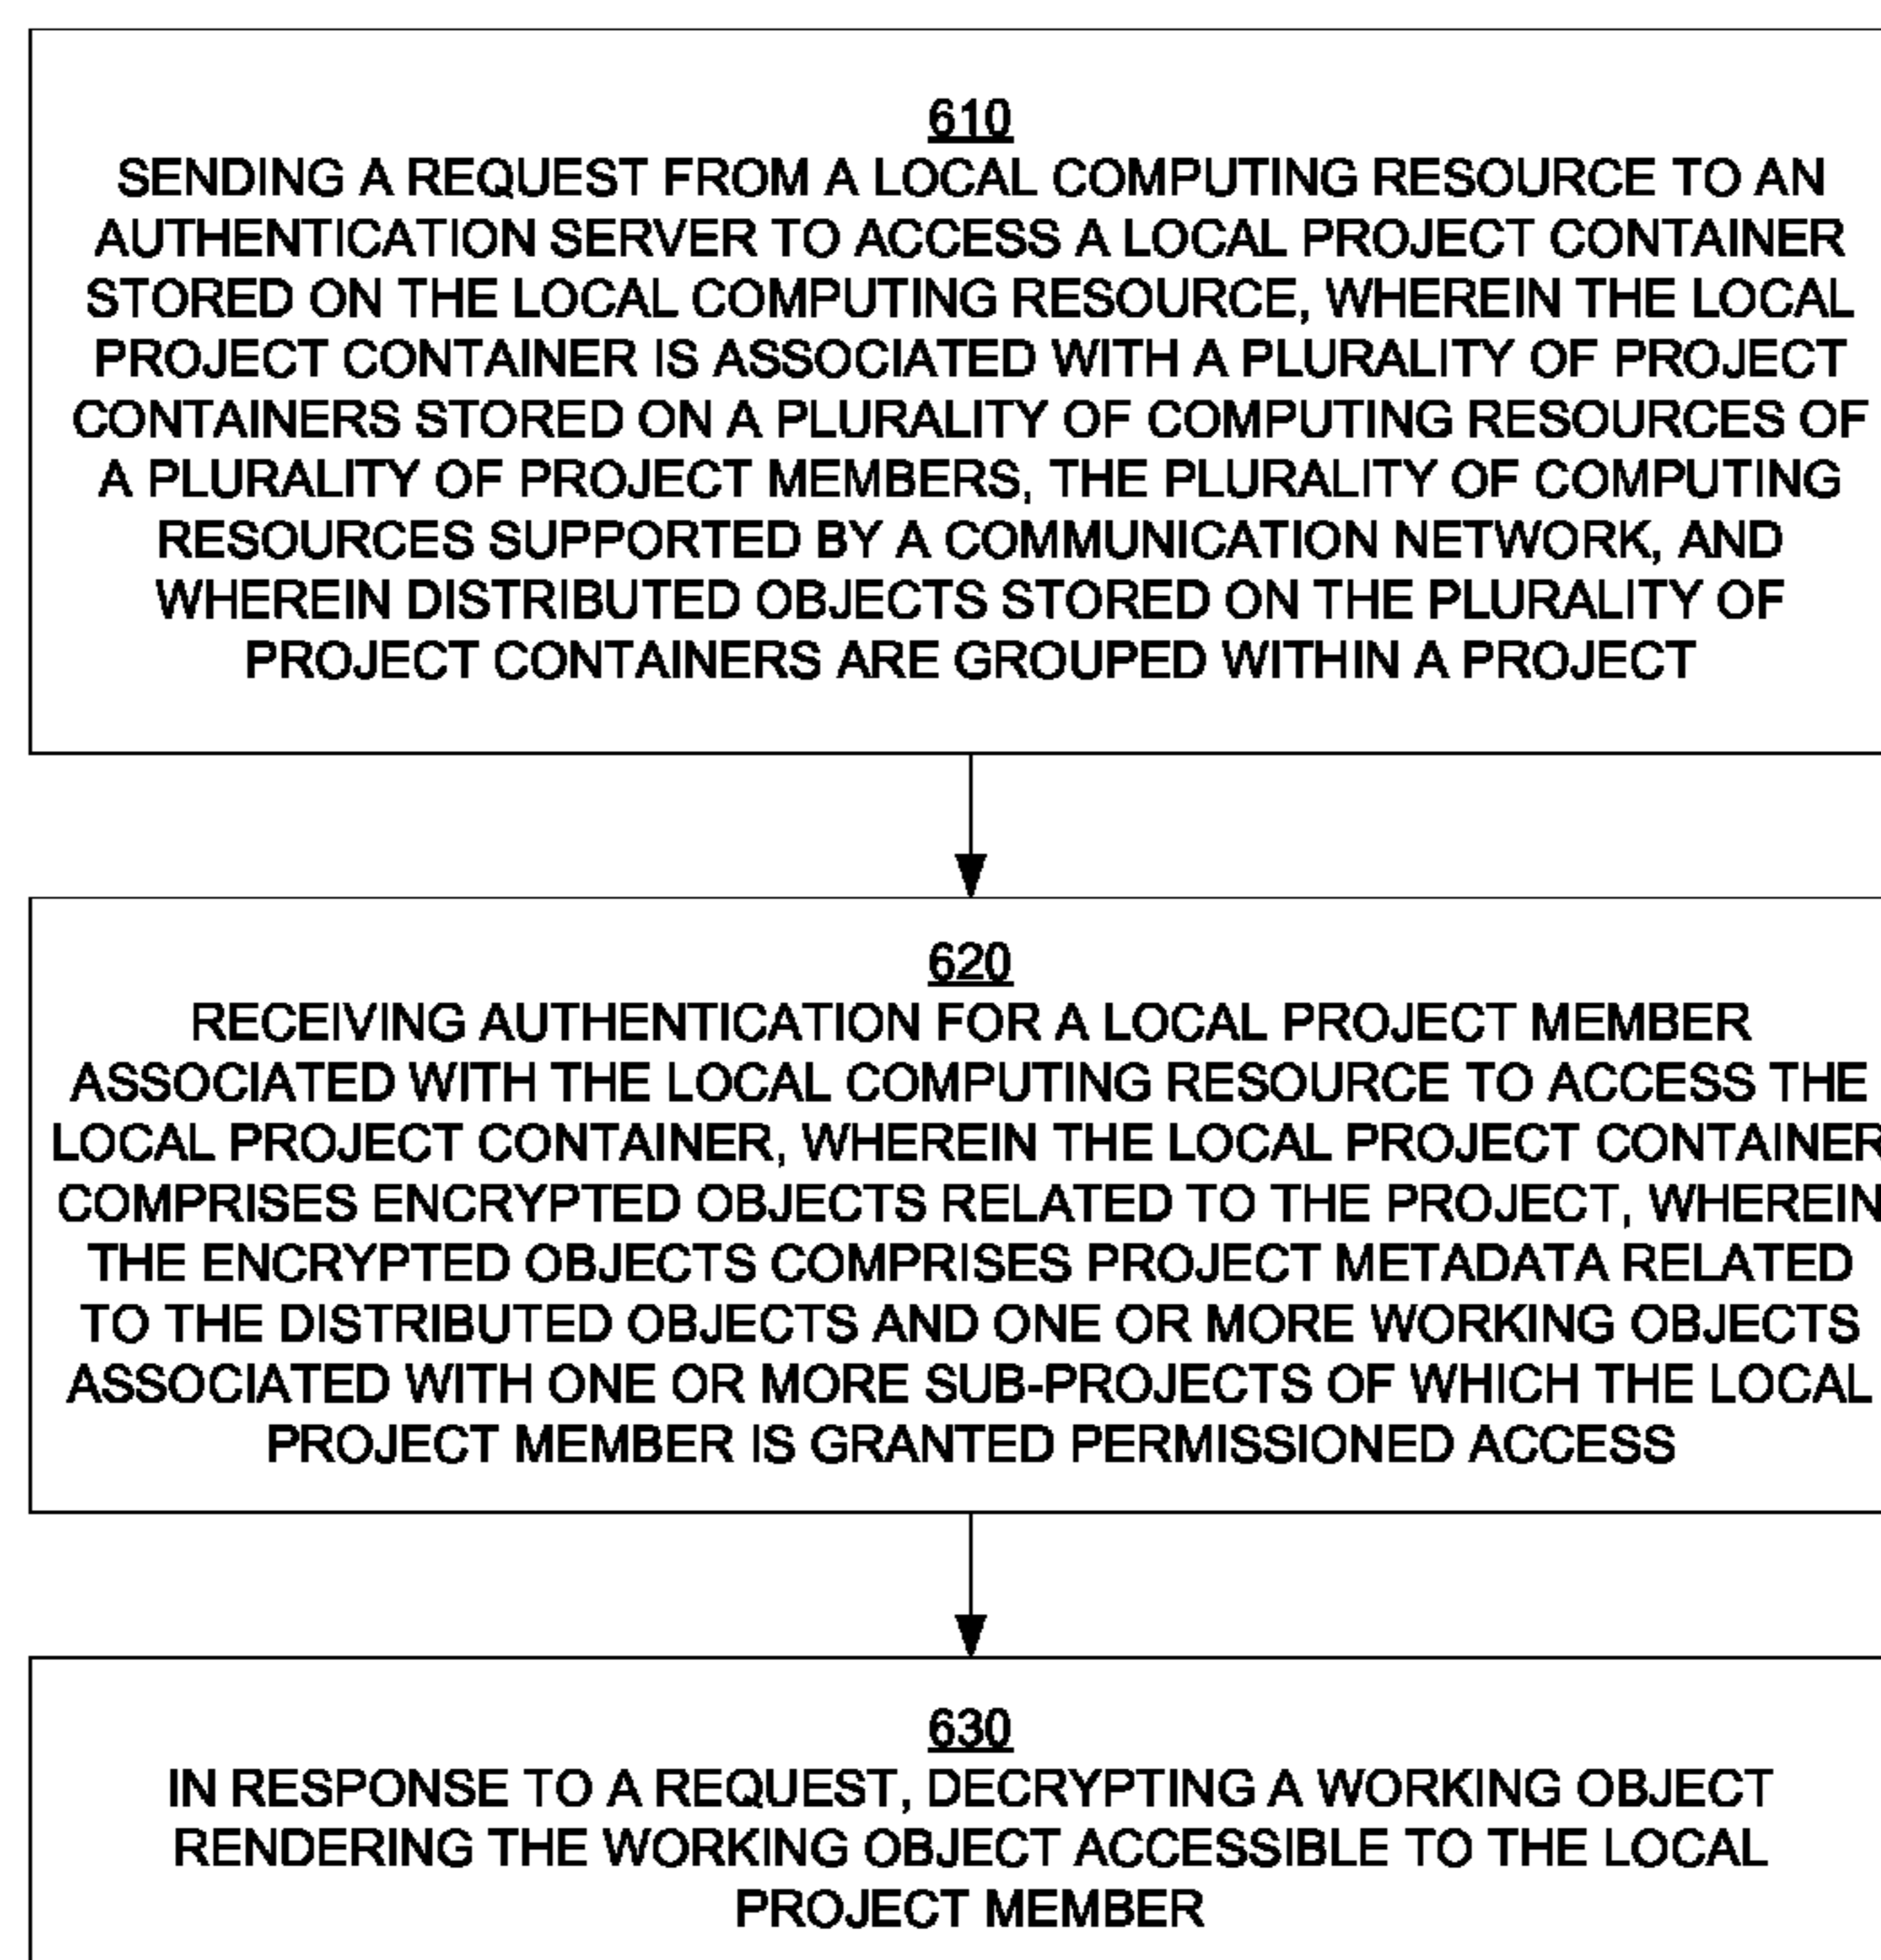 610
SENDING A REQUEST FROM A LOCAL COMPUTING RESOURCE TO AN
AUTHENTICATION SERVER TO ACCESS A LOCAL PROJECT CONTAINER
STORED ON THE LOCAL COMPUTING RESOURCE, WHEREIN THE LOCAL
PROJECT CONTAINER IS ASSOCIATED WITH A PLURALITY OF PROJECT
CONTAINERS STORED ON A PLURALITY OF COMPUTING RESOURCES OF
A PLURALITY OF PROJECT MEMBERS, THE PLURALITY OF COMPUTING
RESOURCES SUPPORTED BY A COMMUNICATION NETWORK, AND
WHEREIN DISTRIBUTED OBJECTS STORED ON THE PLURALITY OF
PROJECT CONTAINERS ARE GROUPED WITHIN A PROJECT
620
RECEIVING AUTHENTICATION FOR A LOCAL PROJECT MEMBER
ASSOCIATED WITH THE LOCAL COMPUTING RESOURCE TO ACCESS THE
LOCAL PROJECT CONTAINER, WHEREIN THE LOCAL PROJECT CONTAINER
COMPRISES ENCRYPTED OBJECTS RELATED TO THE PROJECT, WHEREIN
THE ENCRYPTED OBJECTS COMPRISES PROJECT METADATA RELATED
TO THE DISTRIBUTED OBJECTS AND ONE OR MORE WORKING OBJECTS
ASSOCIATED WITH ONE OR MORE SUB-PROJECTS OF WHICH THE LOCAL
PROJECT MEMBER IS GRANTED PERMISSIONED ACCESS
630
IN RESPONSE TO A REQUEST, DECRYPTING A WORKING OBJECT
RENDERING THE WORKING OBJECT ACCESSIBLE TO THE LOCAL
PROJECT MEMBER